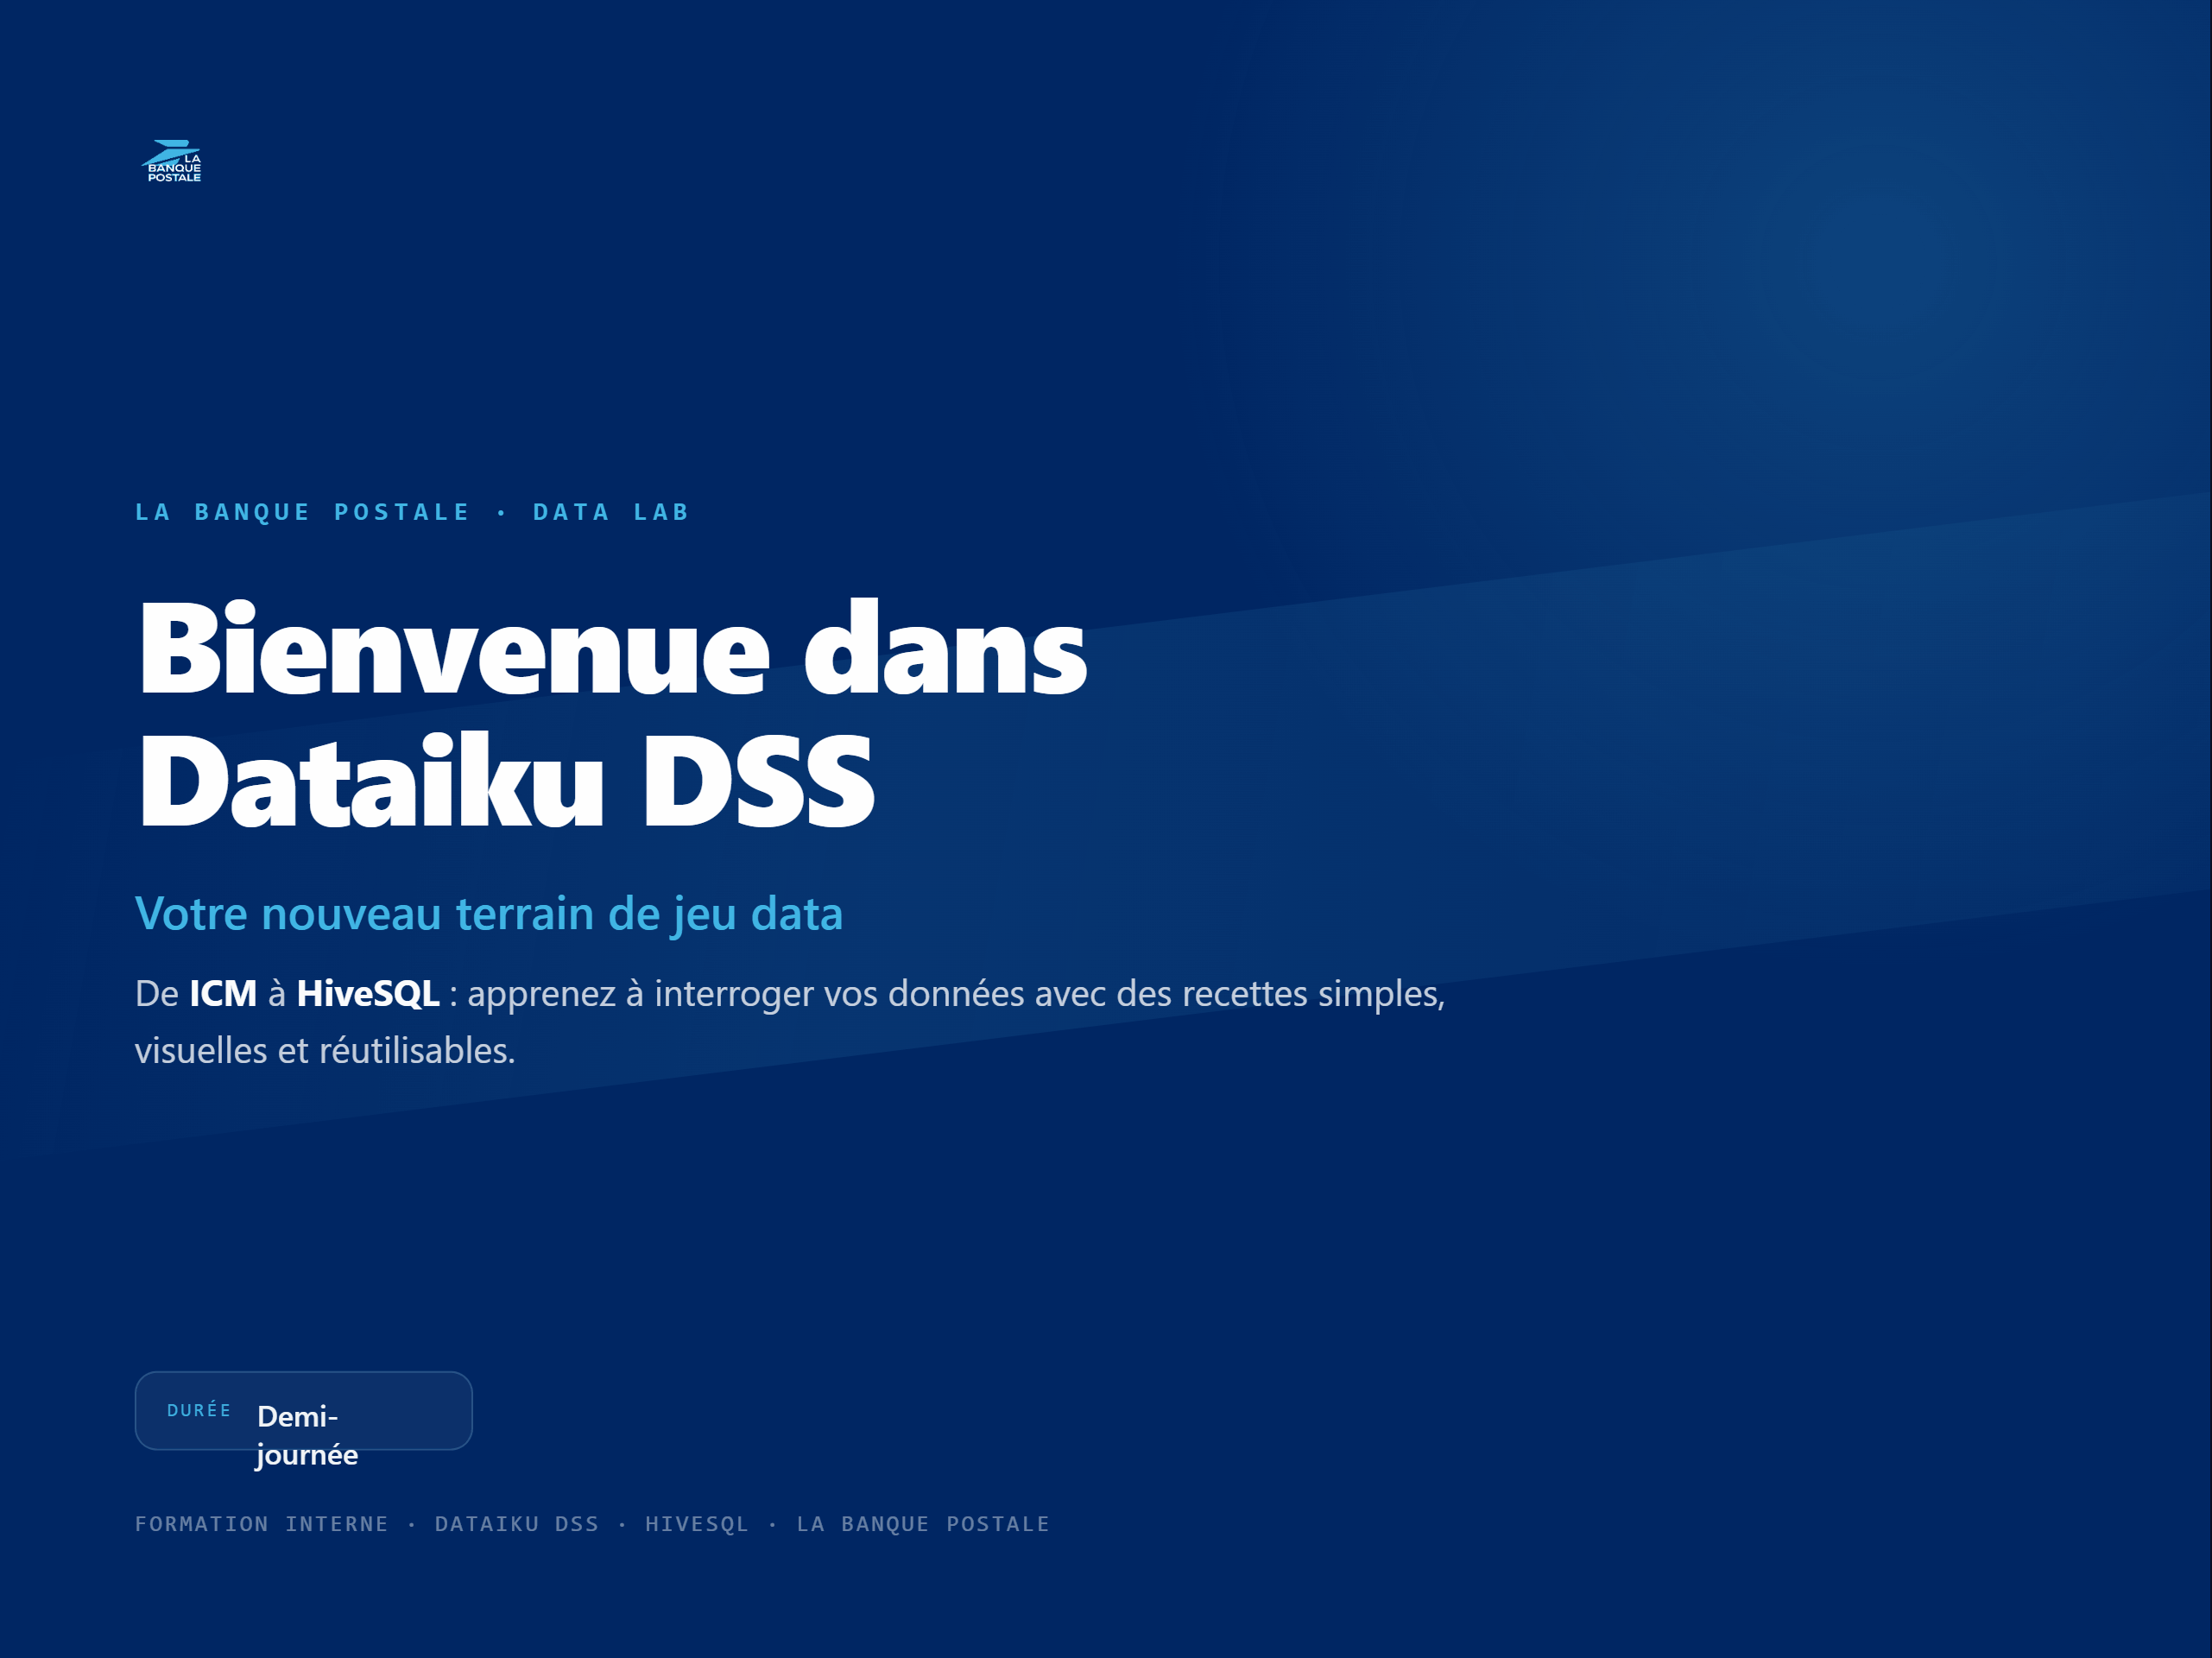 LA
BANQUE
POSTALE
LA BANQUE POSTALE • DATA LAB
Bienvenue dans
Dataiku DSS
Votre nouveau terrain de jeu data
De ICM à HiveSQL : apprenez à interroger vos données avec des recettes simples,
visuelles et réutilisables.
DURÉE Demi-
journée
FORMATION INTERNE • DATAIKU DSS • HIVESQL • LA BANQUE POSTALE